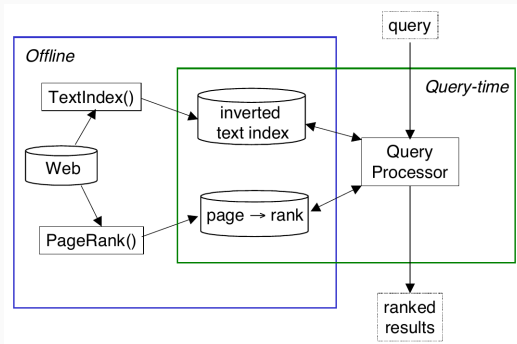 query
Offline
Query-time
TextIndex()
inverted
text index
Query
Processor
Web
page → rank
PageRank()
ranked
results